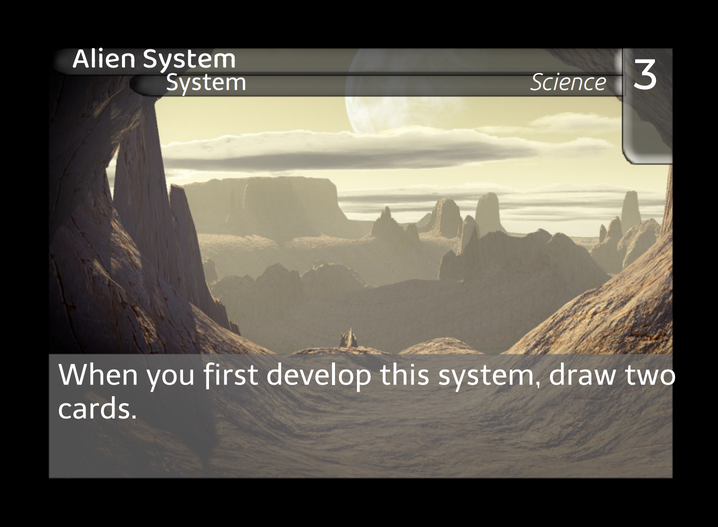 Alien System
System
Science
3
When you first develop this system, draw two
cards.